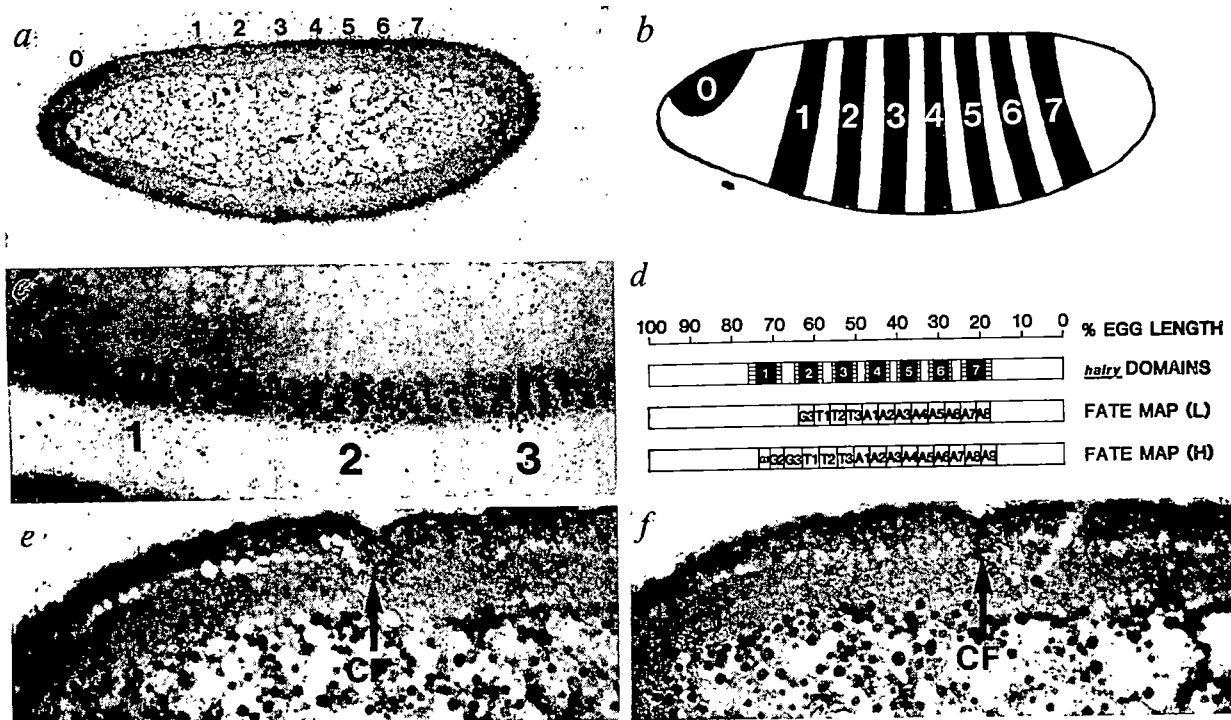 a
0 1 2 3 4 5 6 7
b
0 1 2 3 4 5 6 7
1 2 3
d
100 90 80 70 60 50 40 30 20 10 0 % EGG LENGTH
1 2 3 4 5 6 7 hairy DOMAINS
G3 T1 T2 T3 A1 A2 A3 A4 A5 A6 A7 A8 FATE MAP (L)
G2 G3 T1 T2 T3 A1 A2 A3 A4 A5 A6 A7 A8 A9 FATE MAP (H)
e
CF
f
CF